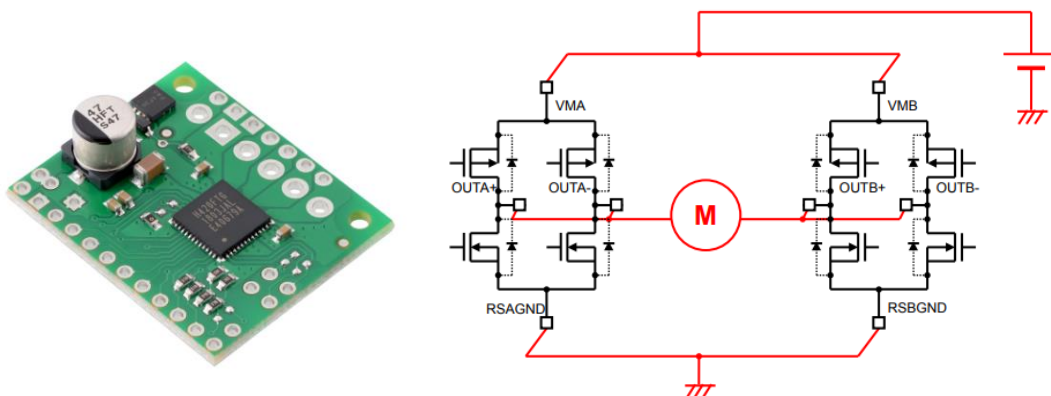 47
HFT
S47
VMA
VMB
OUTA+
OUTA-
OUTB+
OUTB-
M
RSAGND
RSBGND